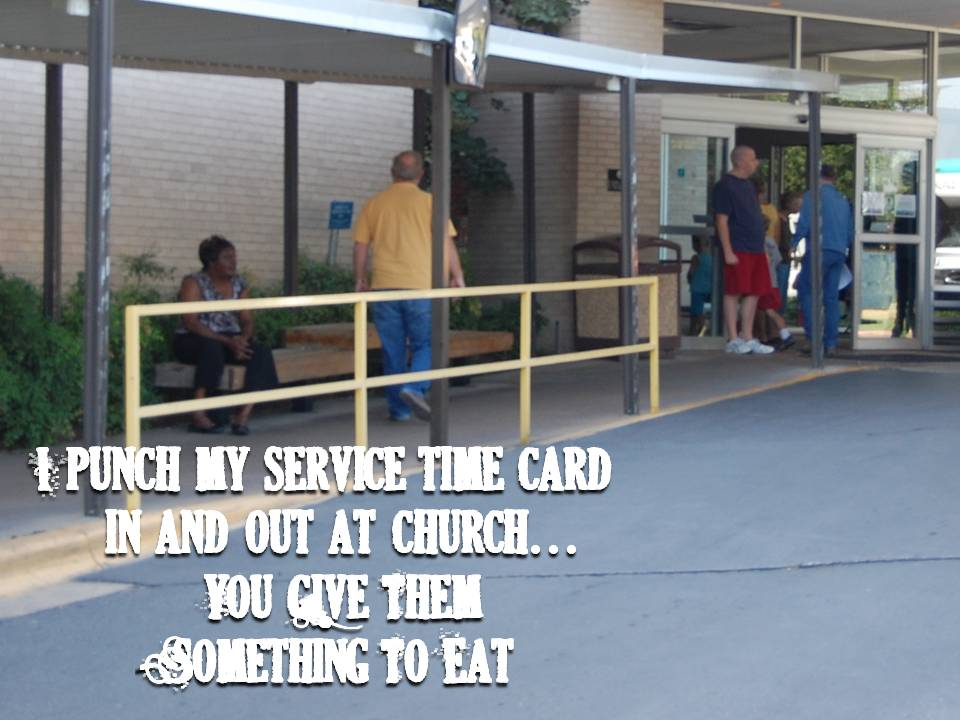 I PUNCH MY SERVICE TIME CARD
IN AND OUT AT CHURCH...
YOU GIVE THEM
SOMETHING TO EAT